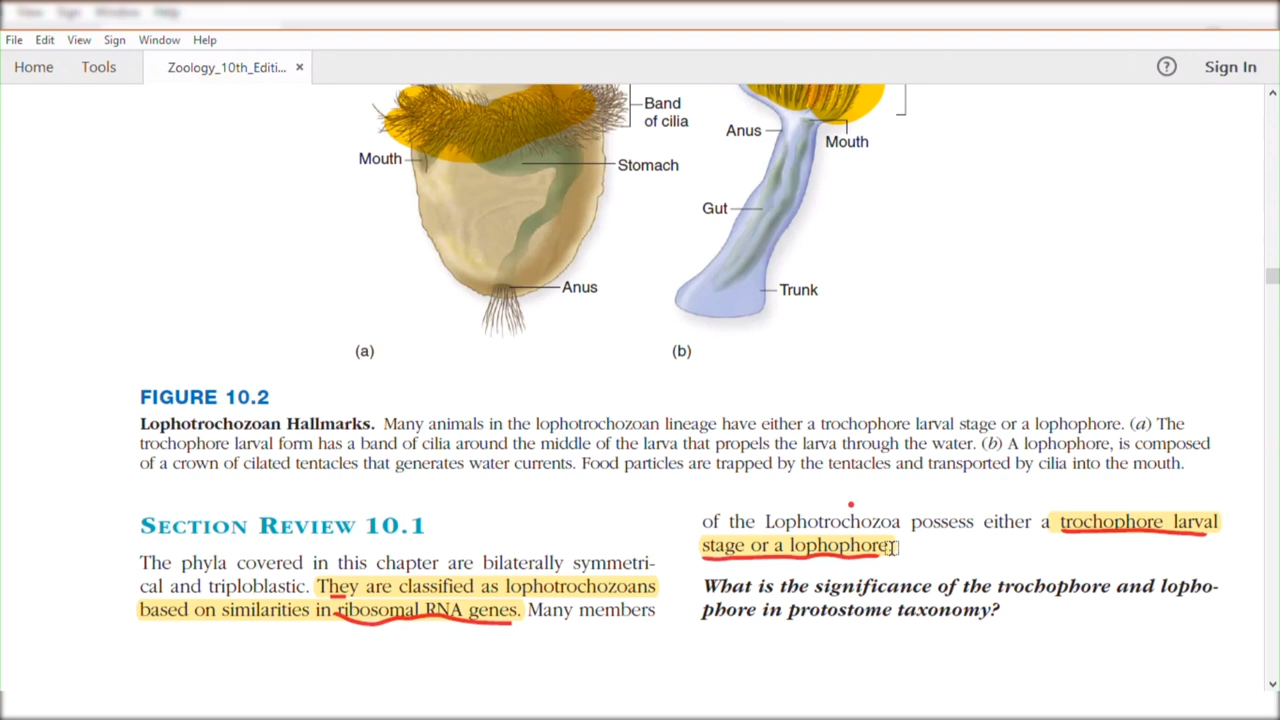 File Edit View Sign Window Help
Home Tools Zoology_10th_Editi... × ? Sign In
Band
of cilia
Mouth
Stomach
Anus
(a)
Anus
Mouth
Gut
Trunk
(b)
FIGURE 10.2
Lophotrochozoan Hallmarks. Many animals in the lophotrochozoan lineage have either a trochophore larval stage or a lophophore. (a) The
trochophore larval form has a band of cilia around the middle of the larva that propels the larva through the water. (b) A lophophore, is composed
of a crown of cilated tentacles that generates water currents. Food particles are trapped by the tentacles and transported by cilia into the mouth.
SECTION REVIEW 10.1
The phyla covered in this chapter are bilaterally symmetri-
cal and triploblastic. They are classified as lophotrochozoans
based on similarities in ribosomal RNA genes. Many members
of the Lophotrochozoa possess either a trochophore larval
stage or a lophophore.
What is the significance of the trochophore and lopho-
phore in protostome taxonomy?